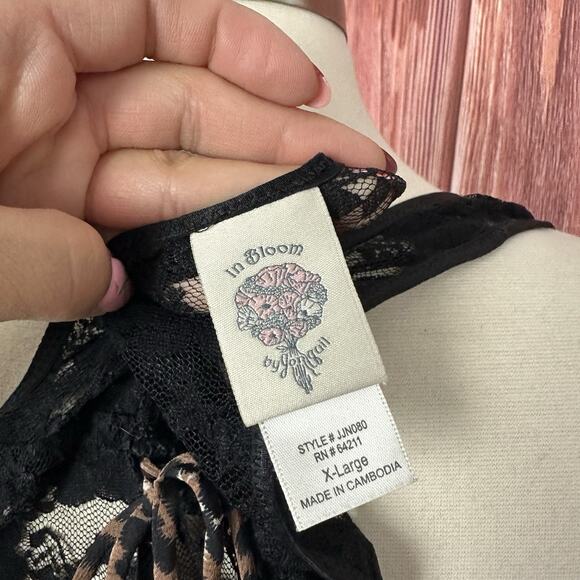 In Bloom
by Jonquil
STYLE # JJN080
RN # 64211
X-Large
MADE IN CAMBODIA